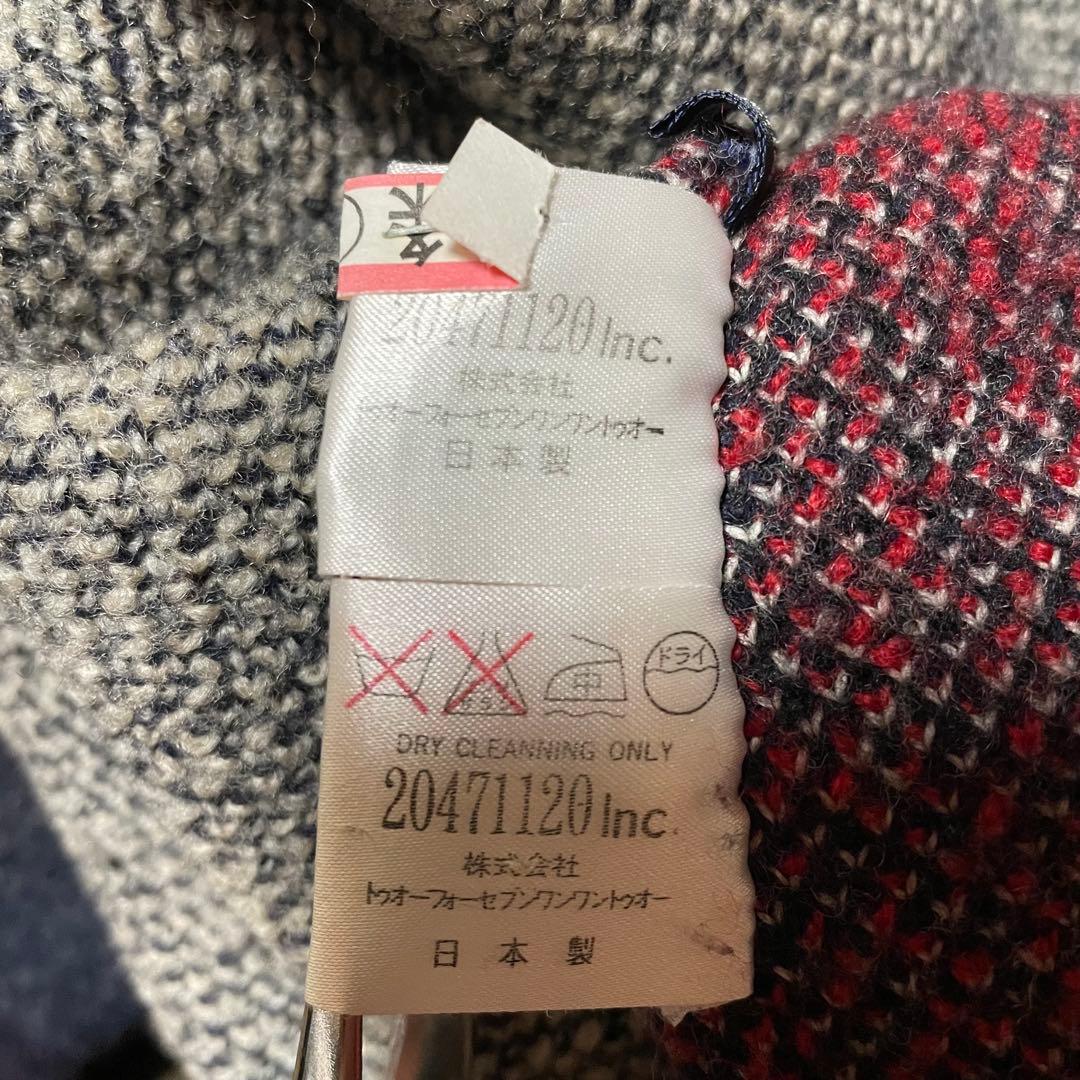 20471120 Inc.
株式会社
トゥオーフォーセブンワンワントゥオー
日本製
中
ドライ
DRY CLEANNING ONLY
20471120 Inc.
株式会社
トゥオーフォーセブンワンワントゥオー
日本製